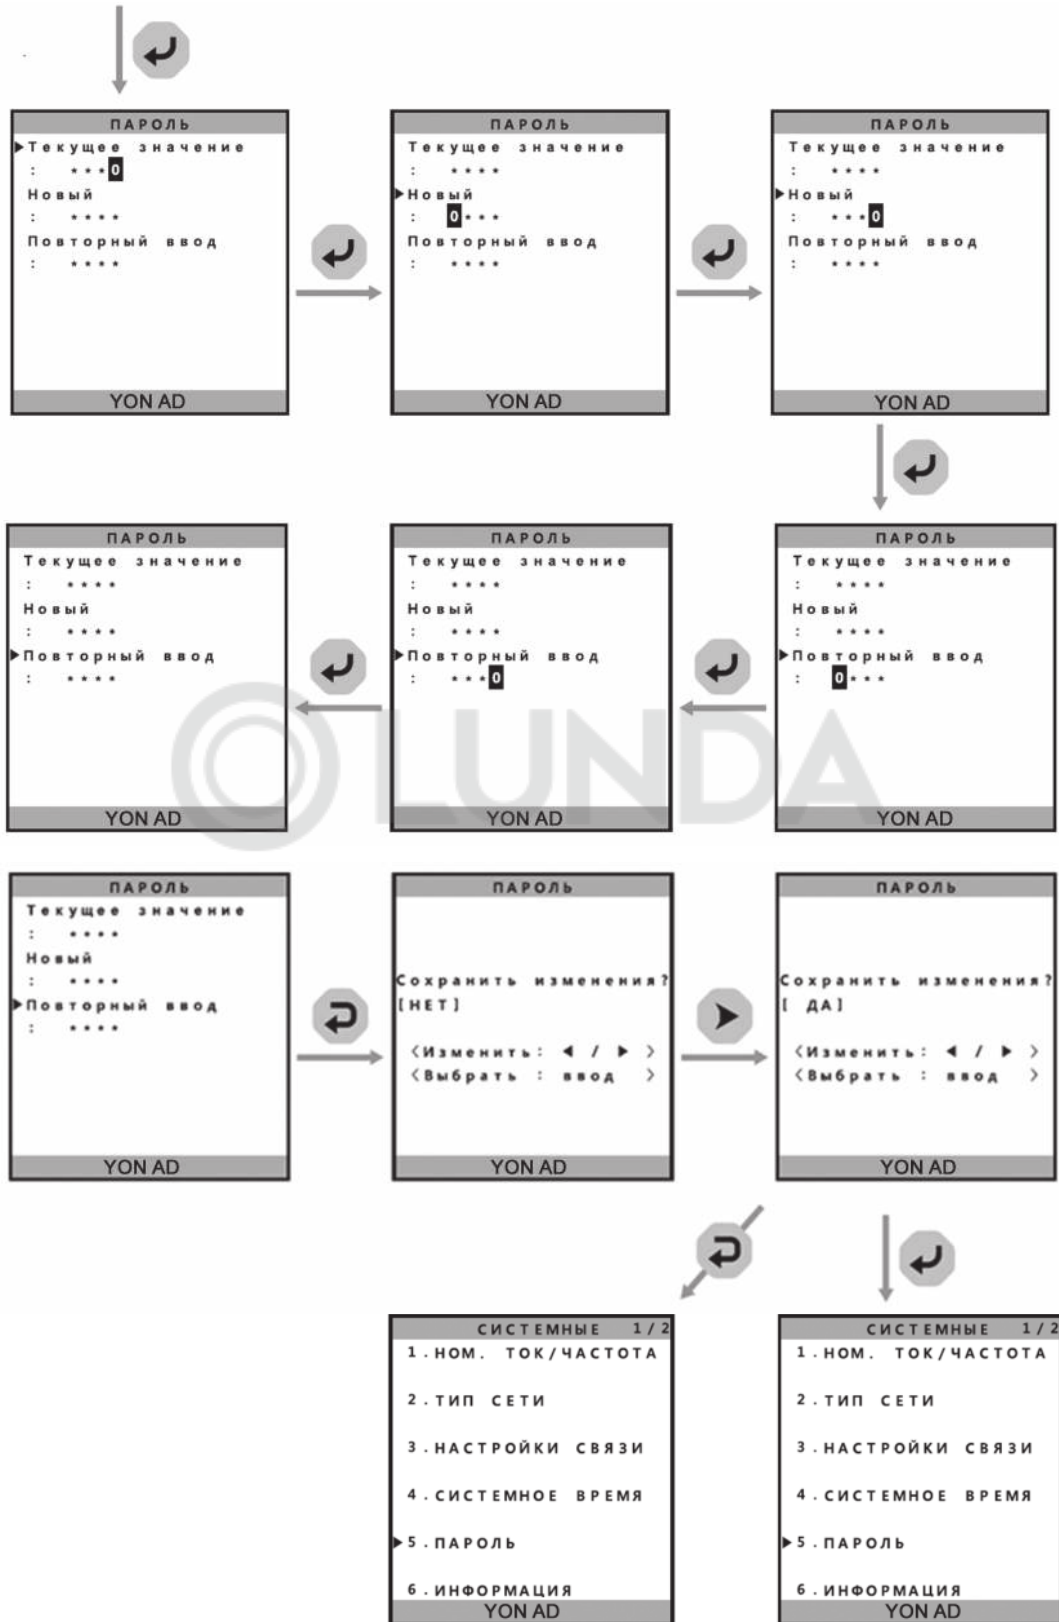 ПАРОЛЬ
Текущее значение
: ***0
Новый
: ****
Повторный ввод
: ****
YON AD
ПАРОЛЬ
Текущее значение
: ****
Новый
: 0***
Повторный ввод
: ****
YON AD
ПАРОЛЬ
Текущее значение
: ****
Новый
: ***0
Повторный ввод
: ****
YON AD
ПАРОЛЬ
Текущее значение
: ****
Новый
: ****
Повторный ввод
: ****
YON AD
ПАРОЛЬ
Текущее значение
: ****
Новый
: ****
Повторный ввод
: ***0
YON AD
ПАРОЛЬ
Текущее значение
: ****
Новый
: ****
Повторный ввод
: 0***
YON AD
LUNDA
ПАРОЛЬ
Текущее значение
: ****
Новый
: ****
Повторный ввод
: ****
YON AD
ПАРОЛЬ
Сохранить изменения?
[НЕТ]
<Изменить: ◀ / ▶ >
<Выбрать : ввод >
YON AD
ПАРОЛЬ
Сохранить изменения?
[ ДА]
<Изменить: ◀ / ▶ >
<Выбрать : ввод >
YON AD
СИСТЕМНЫЕ 1/2
1.НОМ. ТОК/ЧАСТОТА
2.ТИП СЕТИ
3.НАСТРОЙКИ СВЯЗИ
4.СИСТЕМНОЕ ВРЕМЯ
5.ПАРОЛЬ
6.ИНФОРМАЦИЯ
YON AD
СИСТЕМНЫЕ 1/2
1.НОМ. ТОК/ЧАСТОТА
2.ТИП СЕТИ
3.НАСТРОЙКИ СВЯЗИ
4.СИСТЕМНОЕ ВРЕМЯ
5.ПАРОЛЬ
6.ИНФОРМАЦИЯ
YON AD